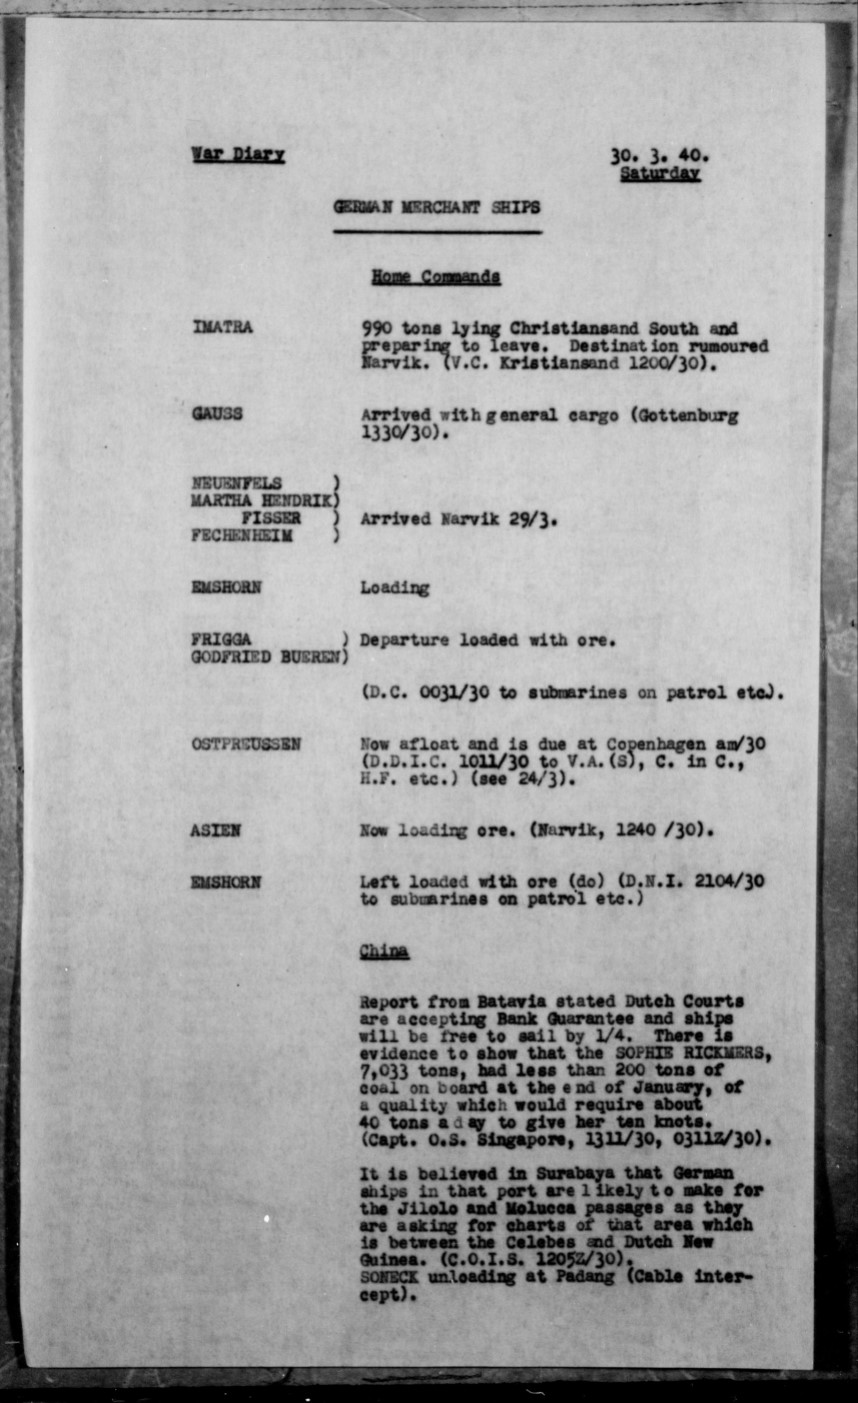 War Diary 30. 3. 40.
Saturday
GERMAN MERCHANT SHIPS
Home Commands
IMATRA 990 tons lying Christiansand South and
preparing to leave. Destination rumoured
Narvik. (V.C. Kristiansand 1200/30).
GAUSS Arrived with general cargo (Gottenburg
1330/30).
NEUENFELS )
MARTHA HENDRIK)
FISSER ) Arrived Narvik 29/3.
FECHENHEIM )
EMSHORN Loading
FRIGGA ) Departure loaded with ore.
GODFRIED BUEREN)
(D.C. 0031/30 to submarines on patrol etc).
OSTPREUSSEN Now afloat and is due at Copenhagen am/30
(D.D.I.C. 1011/30 to V.A.(S), C. in C.,
H.F. etc.) (see 24/3).
ASIEN Now loading ore. (Narvik, 1240 /30).
EMSHORN Left loaded with ore (do) (D.N.I. 2104/30
to submarines on patrol etc.)
China
Report from Batavia stated Dutch Courts
are accepting Bank Guarantee and ships
will be free to sail by 1/4. There is
evidence to show that the SOPHIE RICKMERS,
7,033 tons, had less than 200 tons of
coal on board at the end of January, of
a quality which would require about
40 tons a day to give her ten knots.
(Capt. O.S. Singapore, 1311/30, 0311Z/30).
It is believed in Surabaya that German
ships in that port are likely to make for
the Jilolo and Molucca passages as they
are asking for charts of that area which
is between the Celebes and Dutch New
Guinea. (C.O.I.S. 1205Z/30).
SONECK unloading at Padang (Cable inter-
cept).